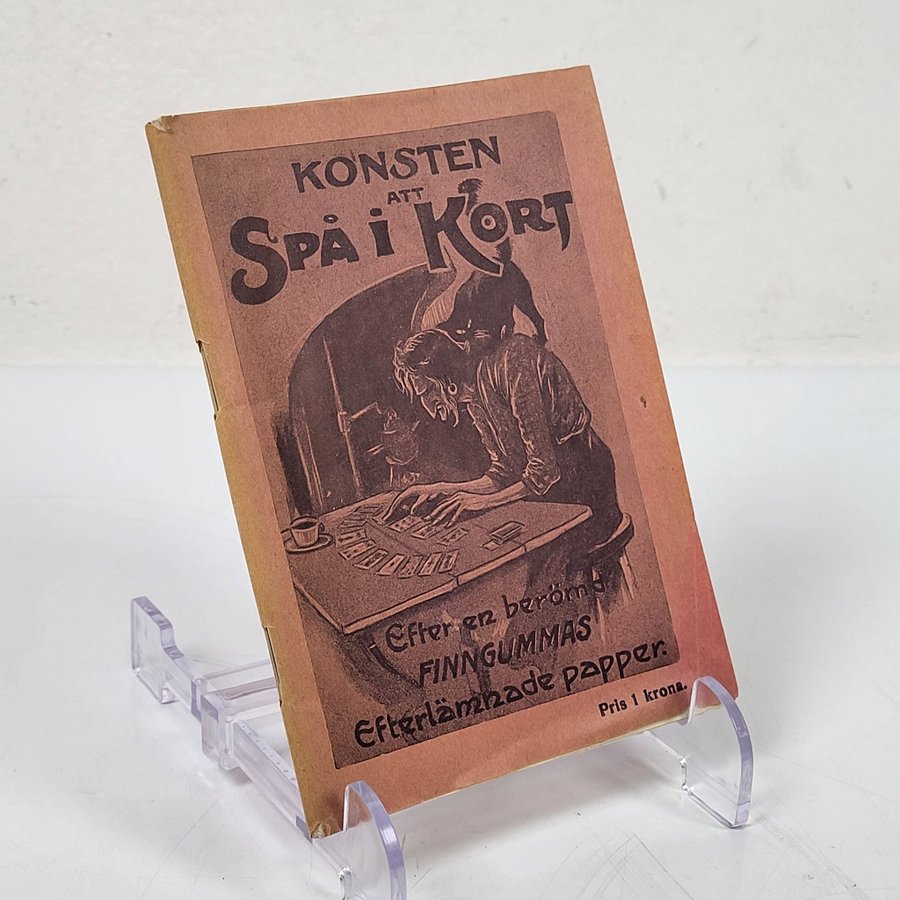 KONSTEN
ATT
SPÅ i KORT
Efter en berömd
FINNGUMMAS
Efterlämnade papper.
Pris 1 krona.